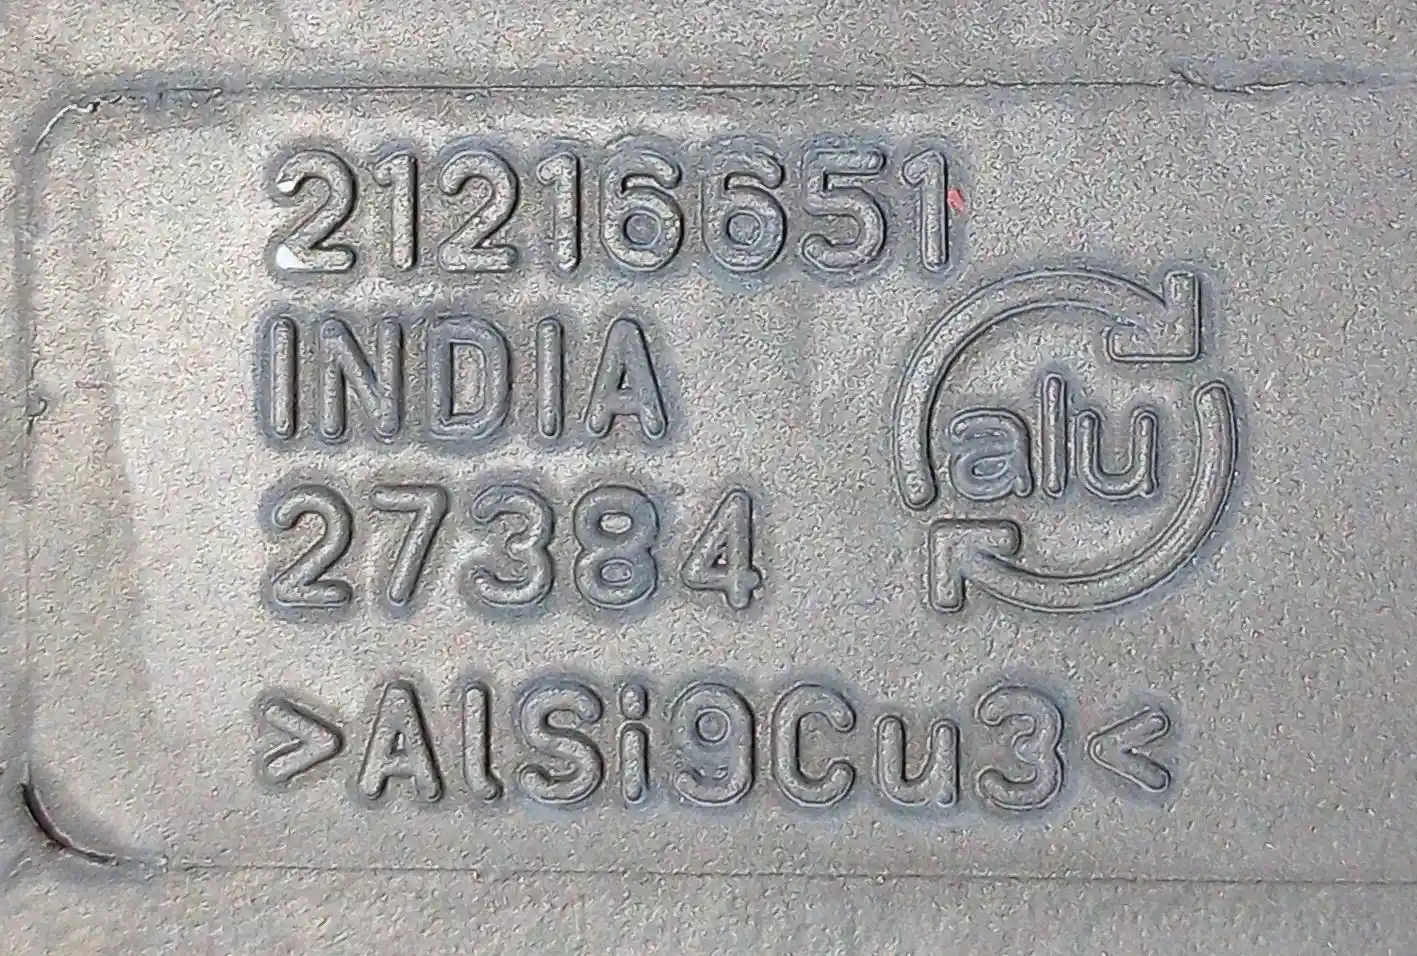 21216651
INDIA
alu
27384
>AlSi9Cu3<